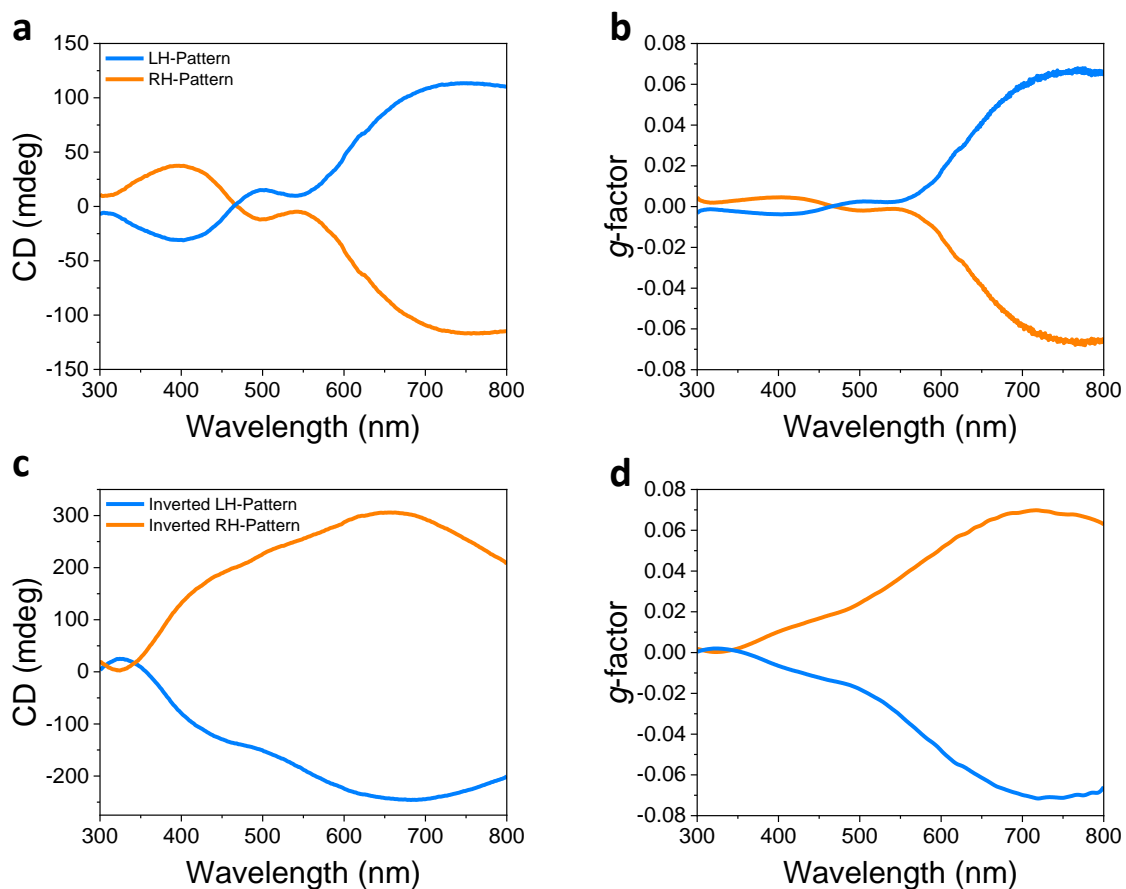 a
150
100
50
0
-50
-100
-150
CD (mdeg)
LH-Pattern
RH-Pattern
300 400 500 600 700 800
Wavelength (nm)
b
0.08
0.06
0.04
0.02
0.00
-0.02
-0.04
-0.06
-0.08
g-factor
300 400 500 600 700 800
Wavelength (nm)
c
300
200
100
0
-100
-200
CD (mdeg)
Inverted LH-Pattern
Inverted RH-Pattern
300 400 500 600 700 800
Wavelength (nm)
d
0.08
0.06
0.04
0.02
0.00
-0.02
-0.04
-0.06
-0.08
g-factor
300 400 500 600 700 800
Wavelength (nm)